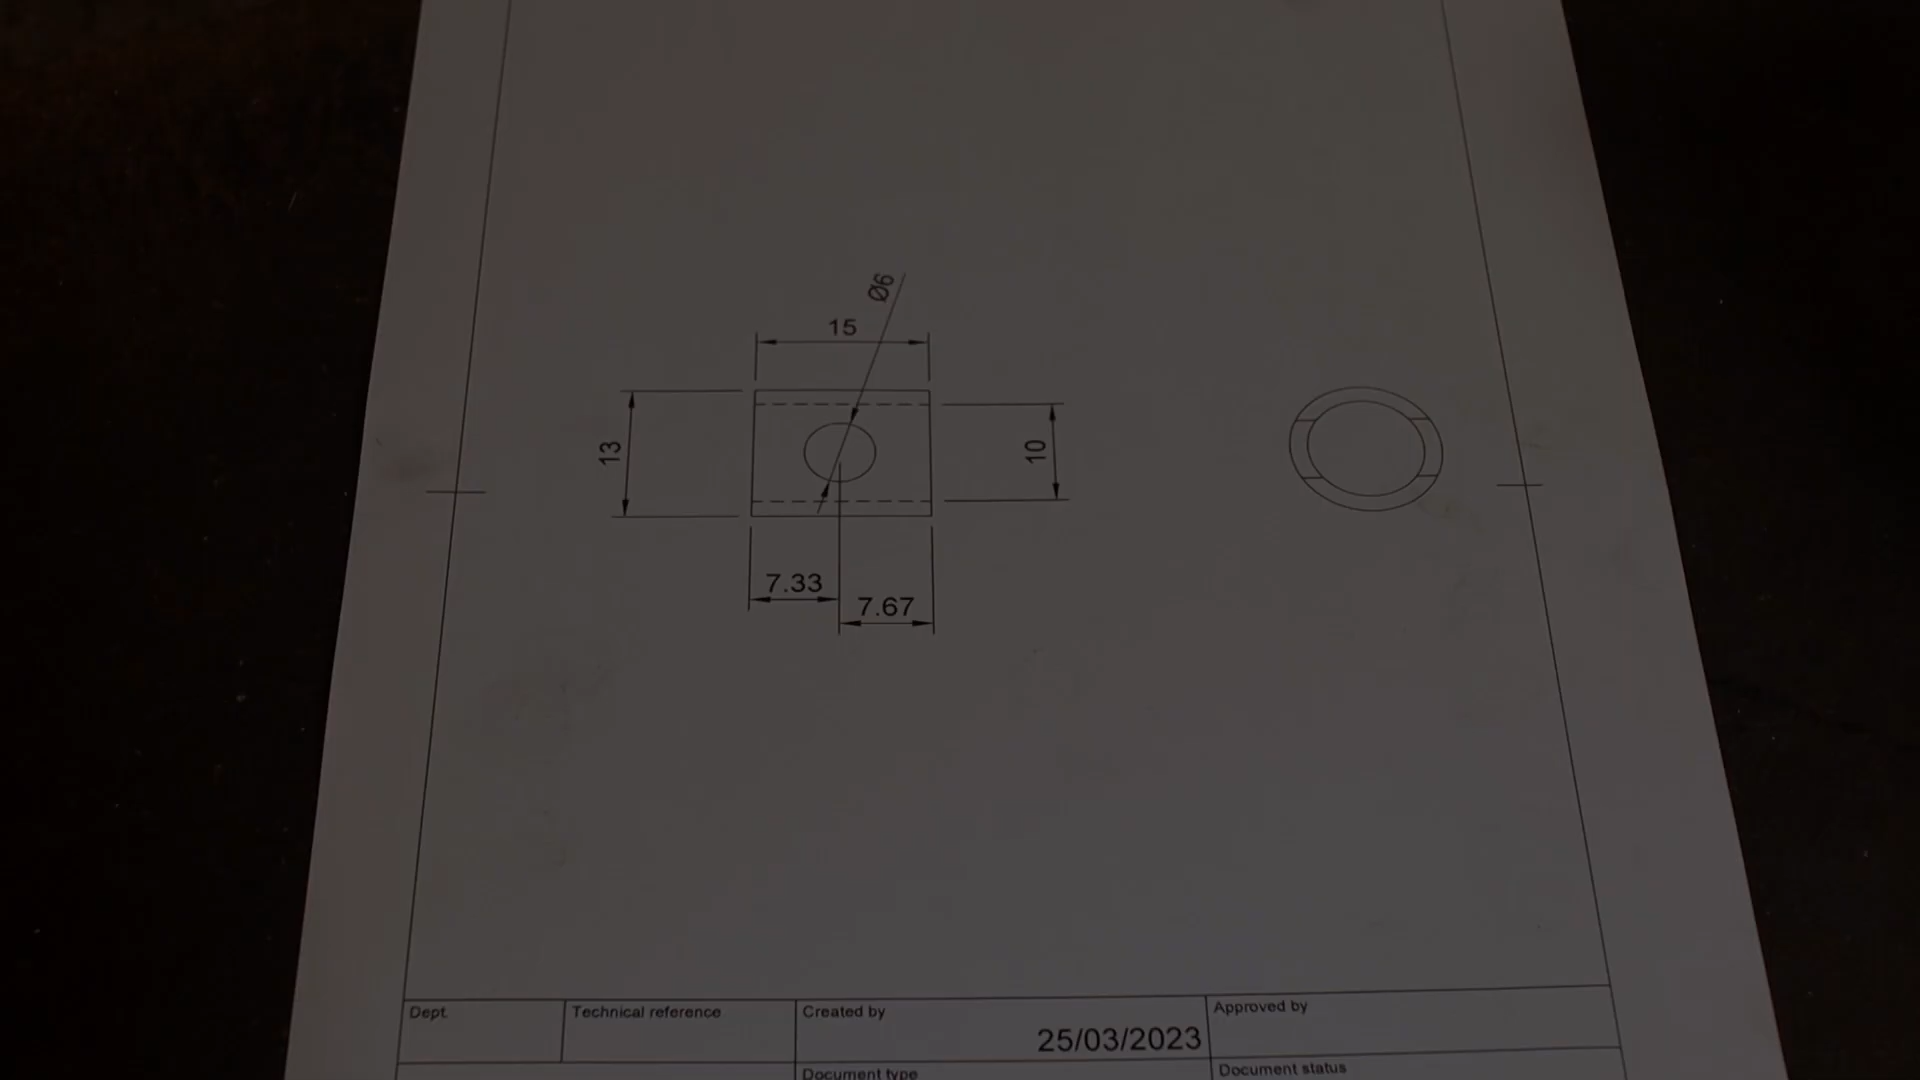 Ø6
15
13
10
7.33
7.67
Dept.
Technical reference
Created by
25/03/2023
Approved by
Document type
Document status